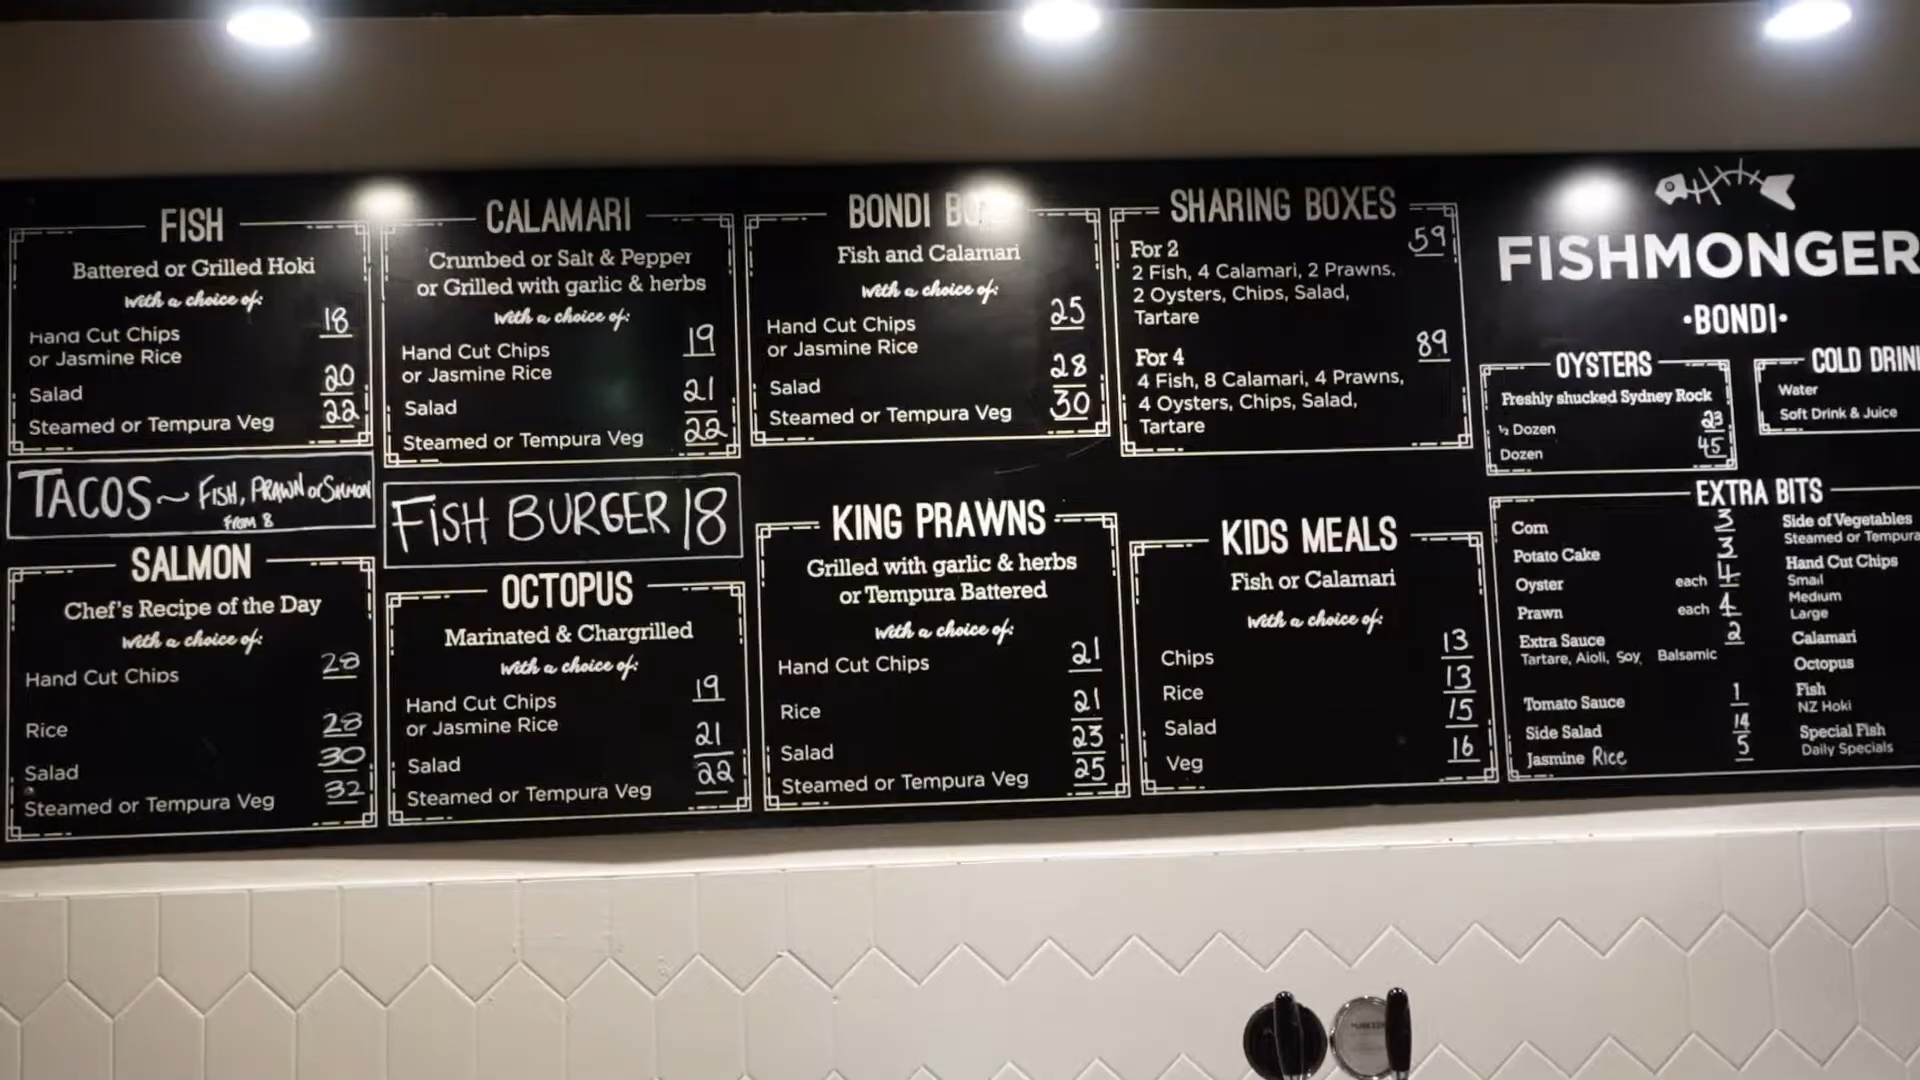 FISH
Battered or Grilled Hoki
With a choice of:
Hand Cut Chips
or Jasmine Rice 18
Salad 20
Steamed or Tempura Veg 22
TACOS ~ FISH, PRAWN or SALMON
FROM 8
SALMON
Chef's Recipe of the Day
With a choice of:
Hand Cut Chips 28
Rice 28
Salad 30
Steamed or Tempura Veg 32
CALAMARI
Crumbed or Salt & Pepper
or Grilled with garlic & herbs
With a choice of:
Hand Cut Chips 19
or Jasmine Rice
Salad 21
Steamed or Tempura Veg 22
FISH BURGER 18
OCTOPUS
Marinated & Chargrilled
With a choice of:
Hand Cut Chips 19
or Jasmine Rice
Salad 21
Steamed or Tempura Veg 22
BONDI
Fish and Calamari
With a choice of:
Hand Cut Chips 25
or Jasmine Rice
Salad 28
Steamed or Tempura Veg 30
KING PRAWNS
Grilled with garlic & herbs
or Tempura Battered
With a choice of:
Hand Cut Chips 21
Rice 21
Salad 23
Steamed or Tempura Veg 25
SHARING BOXES
For 2 59
2 Fish, 4 Calamari, 2 Prawns,
2 Oysters, Chips, Salad,
Tartare
For 4 89
4 Fish, 8 Calamari, 4 Prawns,
4 Oysters, Chips, Salad,
Tartare
KIDS MEALS
Fish or Calamari
With a choice of:
Chips 13
Rice 13
Salad 15
Veg 16
FISHMONGER
•BONDI•
OYSTERS
Freshly shucked Sydney Rock
½ Dozen 23
Dozen 45
COLD DRIN
Water
Soft Drink & Juice
EXTRA BITS
Corn 3
Potato Cake 3
Oyster each 4
Prawn each 4
Extra Sauce 2
Tartare, Aioli, Soy, Balsamic
Tomato Sauce 1
Side Salad 14
Jasmine Rice 5
Side of Vegetables
Steamed or Tempura
Hand Cut Chips
Small
Medium
Large
Calamari
Octopus
Fish
NZ Hoki
Special Fish
Daily Specials